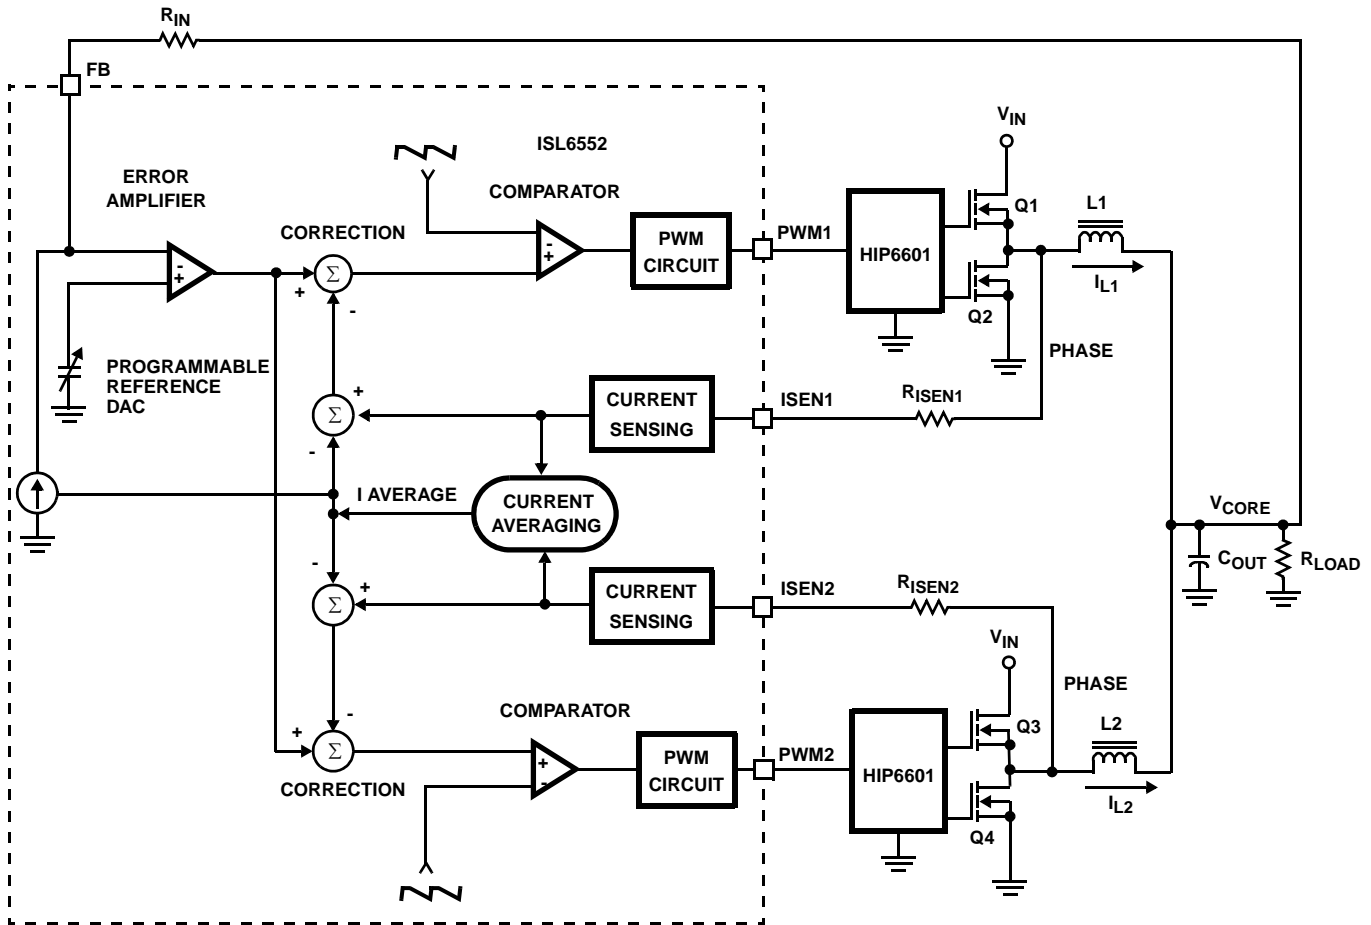 RIN
FB
VIN
ISL6552
ERROR
AMPLIFIER
COMPARATOR
L1
Q1
CORRECTION
PWM
CIRCUIT
PWM1
HIP6601
-
+
-
+
Σ
+
-
IL1
Q2
PHASE
PROGRAMMABLE
REFERENCE
DAC
+
Σ
-
CURRENT
SENSING
ISEN1
RISEN1
I AVERAGE
CURRENT
AVERAGING
VCORE
COUT
RLOAD
-
+
Σ
CURRENT
SENSING
ISEN2
RISEN2
VIN
PHASE
-
+
Σ
CORRECTION
COMPARATOR
+
-
PWM
CIRCUIT
PWM2
HIP6601
Q3
L2
IL2
Q4